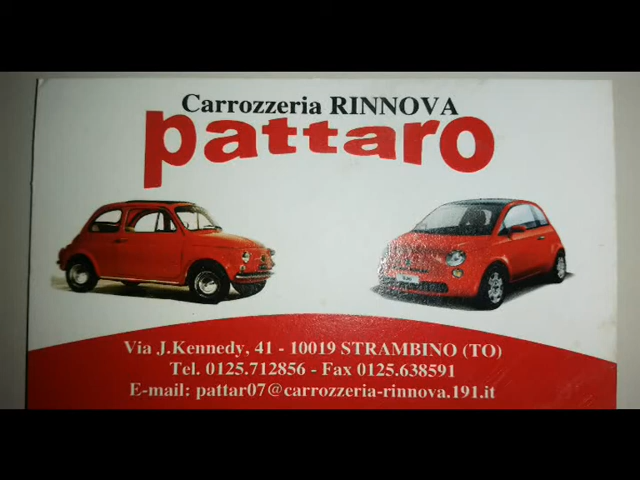 Carrozzeria RINNOVA
pattaro
Via J.Kennedy, 41 - 10019 STRAMBINO (TO)
Tel. 0125.712856 - Fax 0125.638591
E-mail: pattar07@carrozzeria-rinnova.191.it